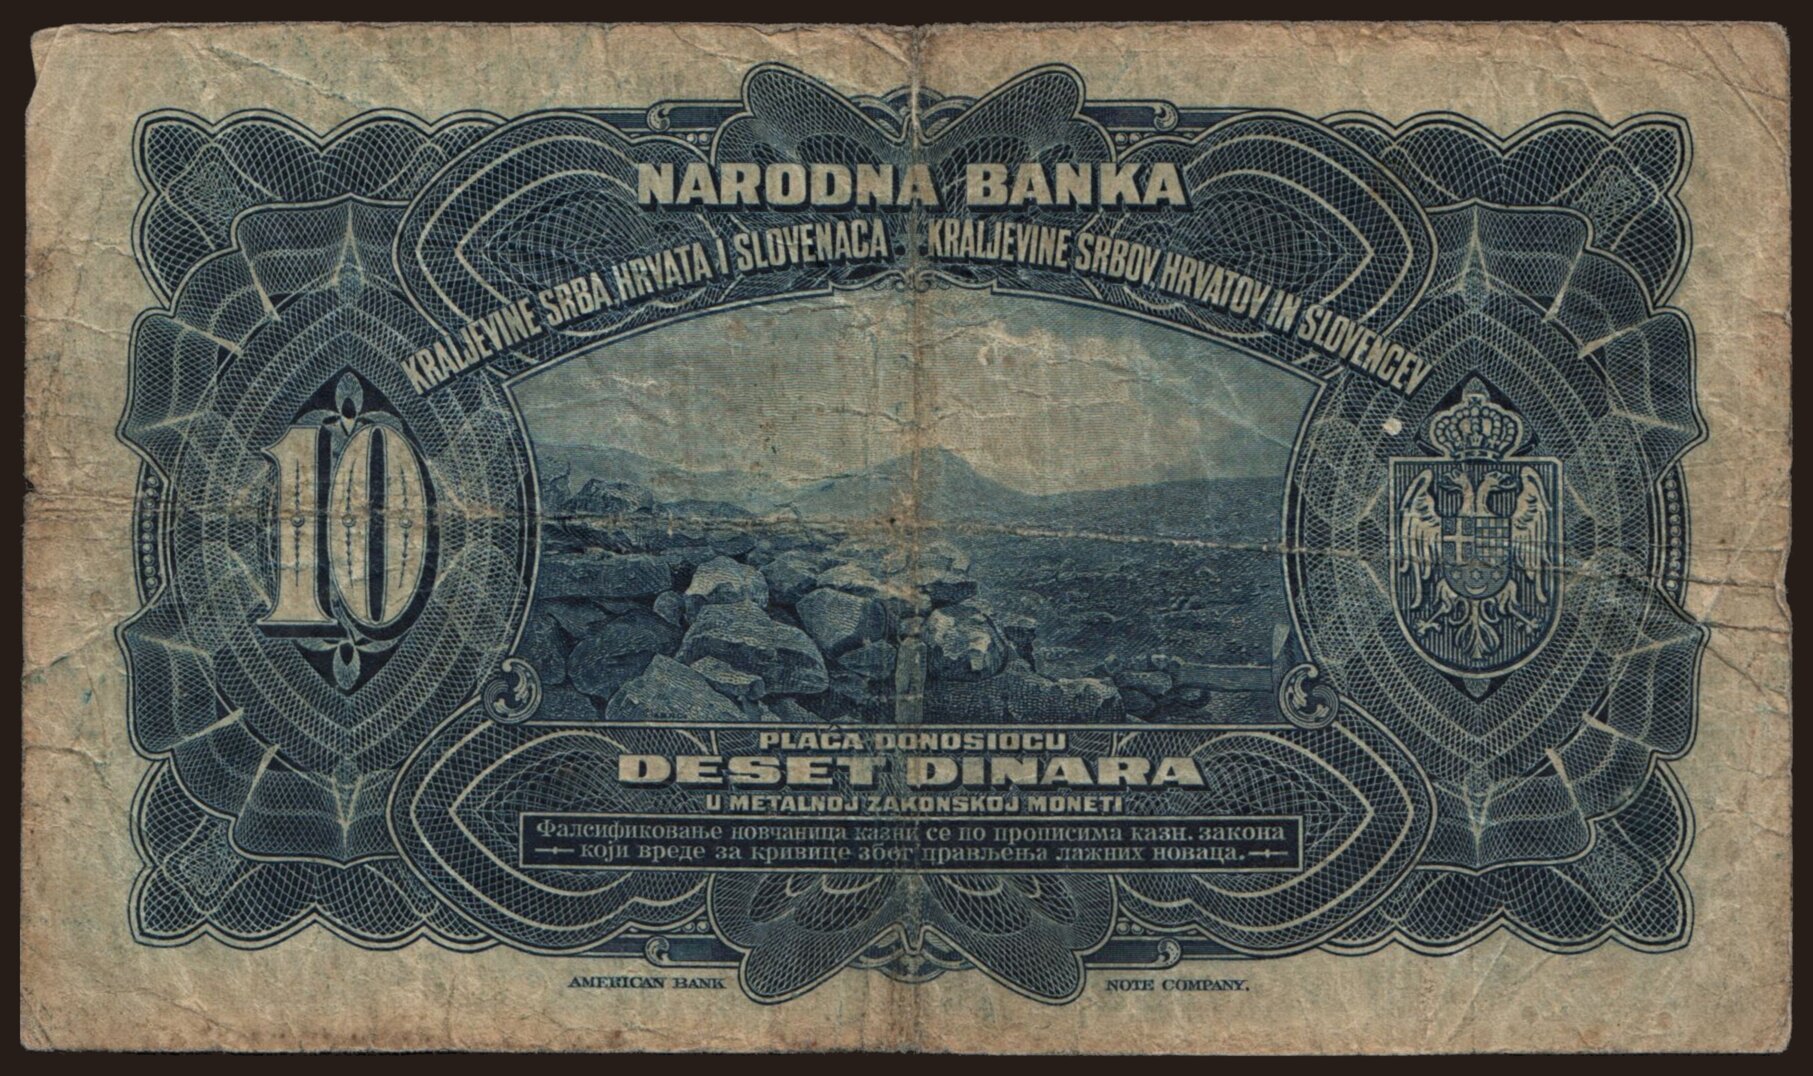 NARODNA BANKA
KRALJEVINE SRBA, HRVATA I SLOVENACA KRALJEVINE SRBOV, HRVATOV IN SLOVENCEV
10
PLAĆA DONOSIOCU
DESET DINARA
U METALNOJ ZAKONSKOJ MONETI
Фалсификовање новчаница казни се по прописима казн. закона
који вреде за кривице због прављења лажних новаца.
AMERICAN BANK NOTE COMPANY.